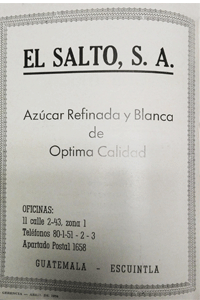 EL SALTO, S. A.
Azúcar Refinada y Blanca
de
Optima Calidad
OFICINAS:
11 calle 2-43, zona 1
Teléfonos 80-1-51 - 2 - 3
Apartado Postal 1658
GUATEMALA - ESCUINTLA